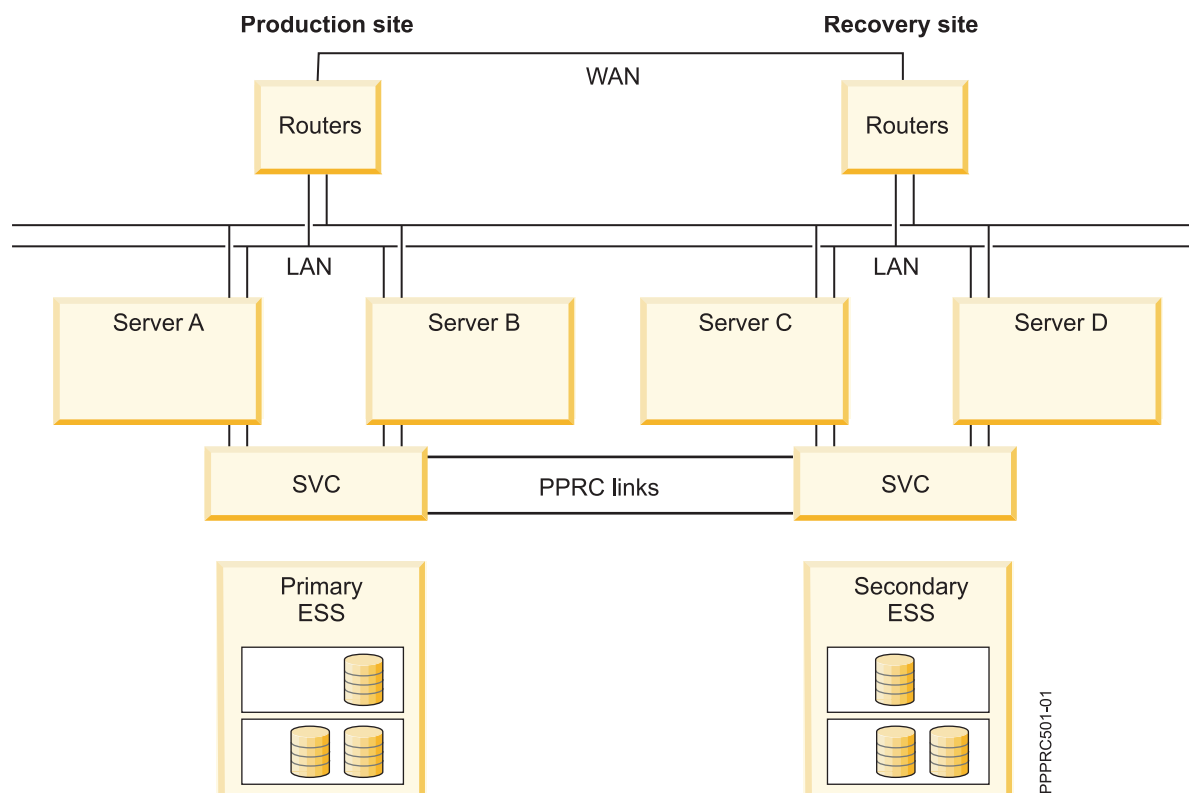 Production site
Recovery site
WAN
Routers
Routers
LAN
LAN
Server A
Server B
Server C
Server D
SVC
PPRC links
SVC
Primary
ESS
Secondary
ESS
PPPRC501-01